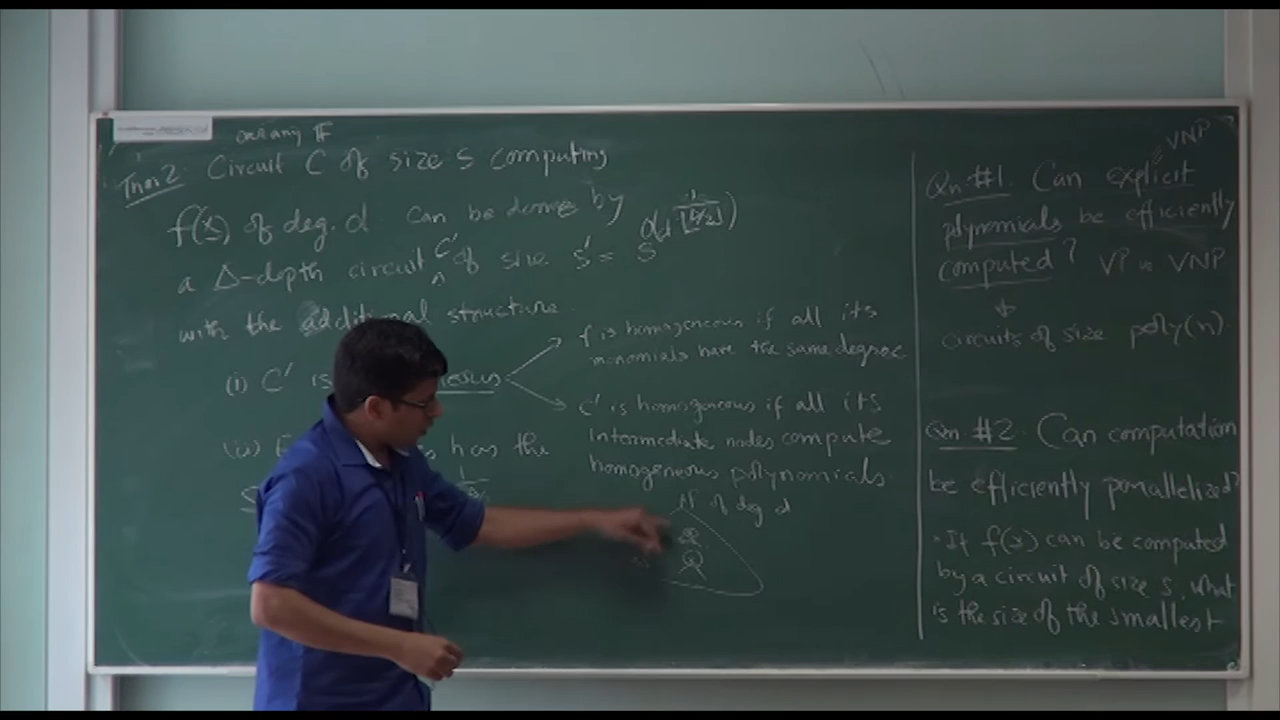 over any F
Thm 2: Circuit C of size s computing
f(x) of deg. d can be done by
a Δ-depth circuit C' of size s' = s^O(d^(1/⌊Δ/2⌋))
with the additional structure.
(i) C' is
(ii) has the
f is homogeneous if all its
monomials have the same degree
C' is homogeneous if all its
intermediate nodes compute
homogeneous polynomials
f of deg d
VNP
Qn #1. Can explicit
polynomials be efficiently
computed? VP vs VNP
circuits of size poly(n)
Qn #2. Can computation
be efficiently parallelized?
• If f(x) can be computed
by a circuit of size s, what
is the size of the smallest